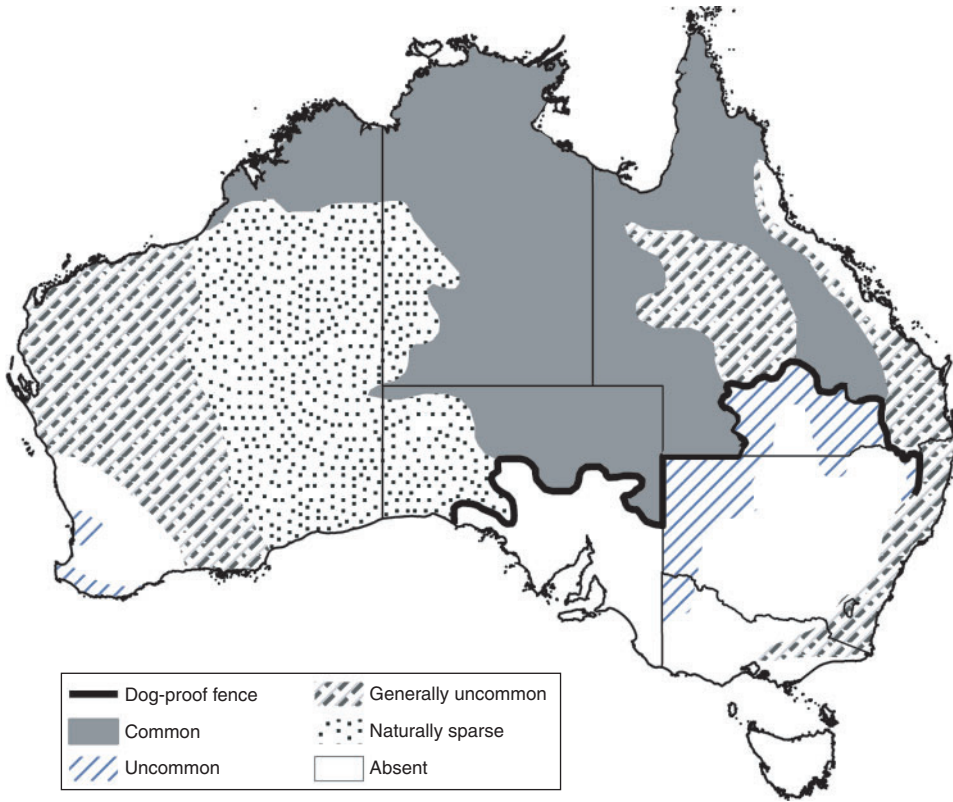 Dog-proof fence
Common
Uncommon
Generally uncommon
Naturally sparse
Absent